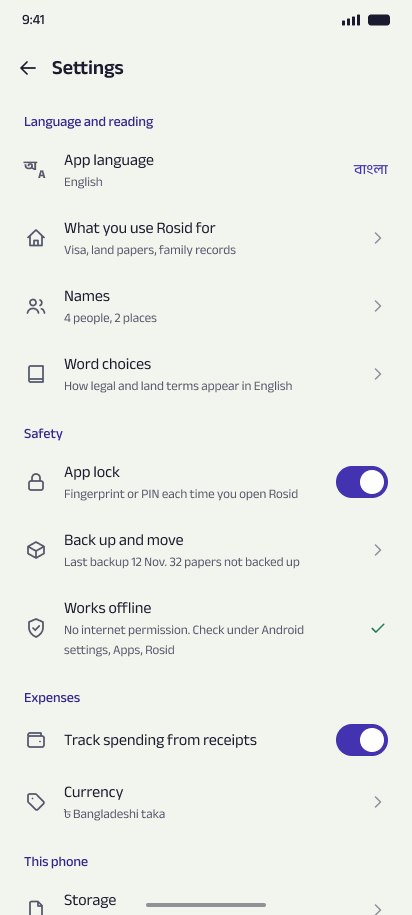 9:41
Settings
Language and reading
অ A
App language
English
বাংলা
What you use Rosid for
Visa, land papers, family records
Names
4 people, 2 places
Word choices
How legal and land terms appear in English
Safety
App lock
Fingerprint or PIN each time you open Rosid
Back up and move
Last backup 12 Nov. 32 papers not backed up
Works offline
No internet permission. Check under Android
settings, Apps, Rosid
Expenses
Track spending from receipts
Currency
৳ Bangladeshi taka
This phone
Storage